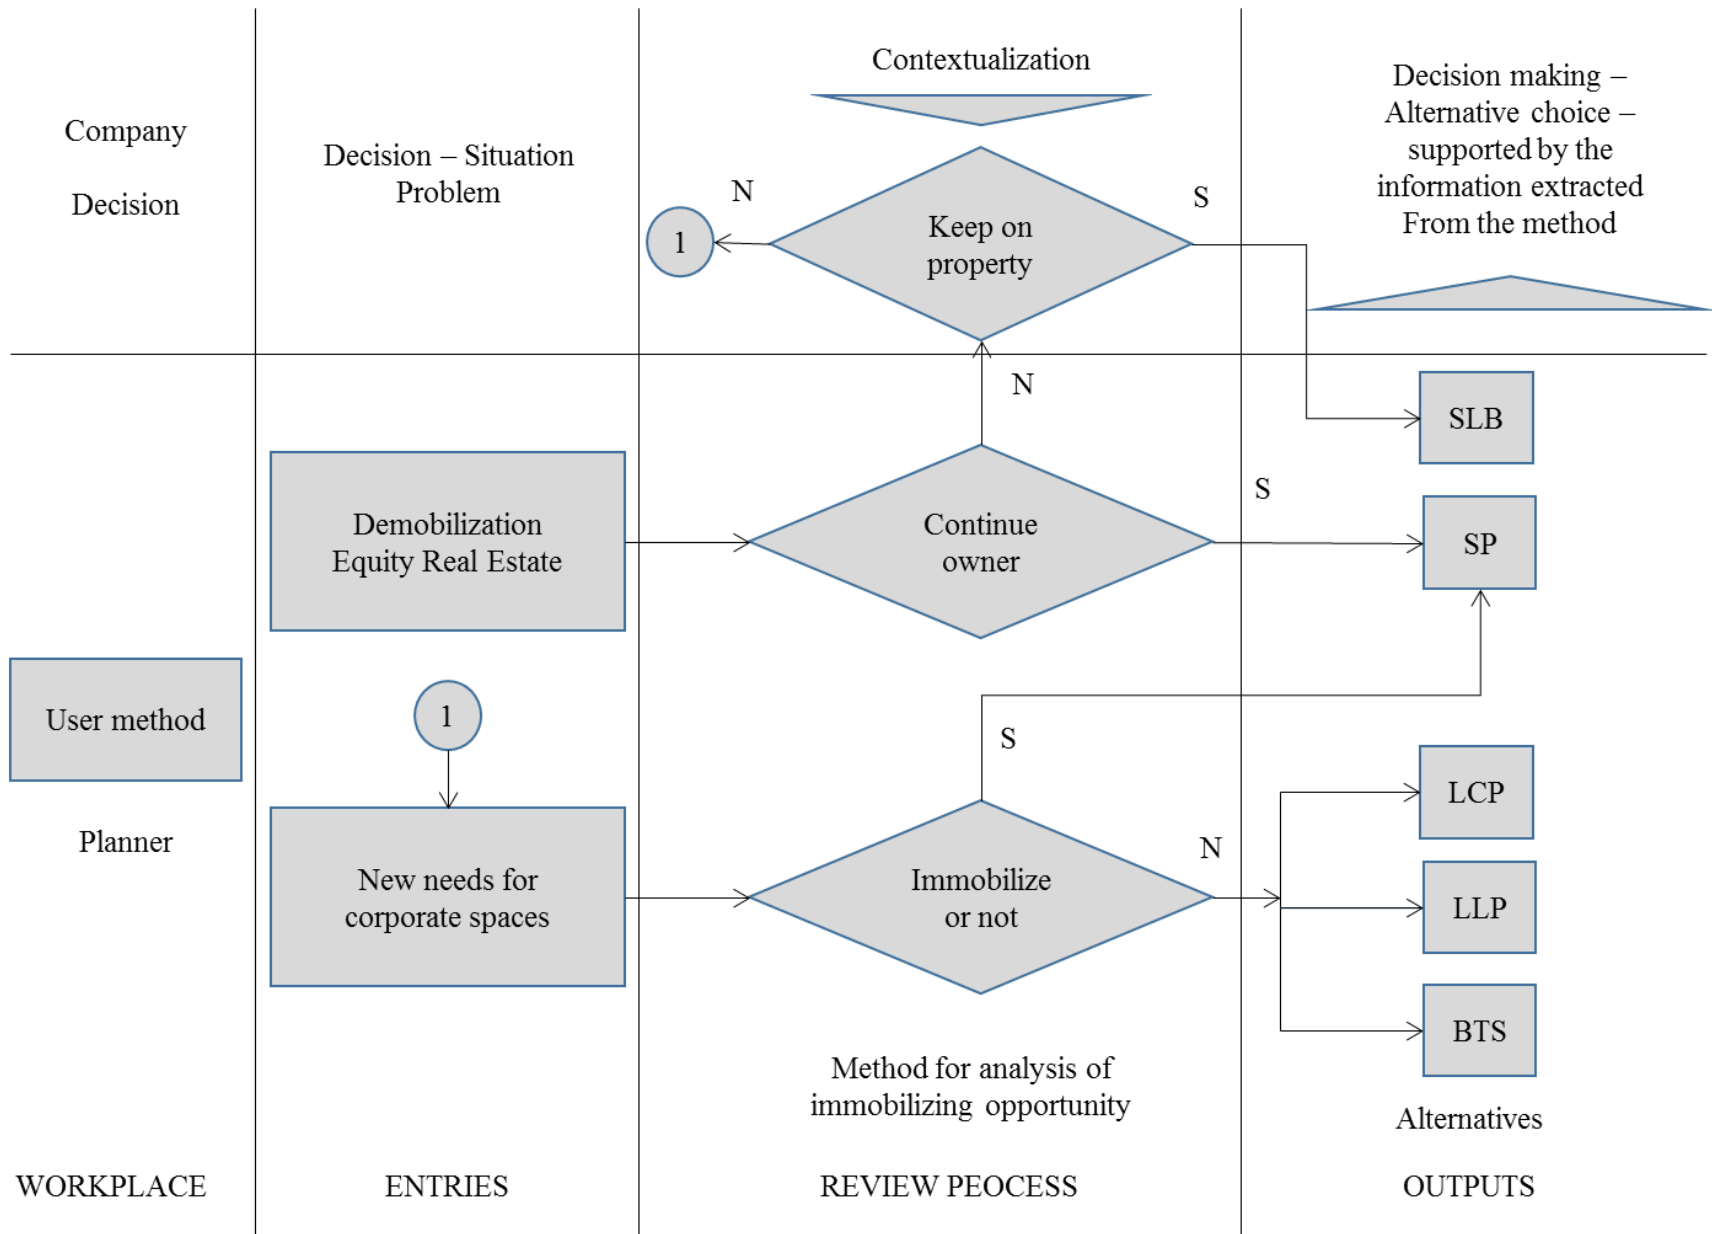 Company
Decision
Decision – Situation
Problem
Contextualization
N
S
1
Keep on
property
Decision making –
Alternative choice –
supported by the
information extracted
From the method
N
SLB
Demobilization
Equity Real Estate
Continue
owner
S
SP
User method
Planner
1
New needs for
corporate spaces
S
Immobilize
or not
N
LCP
LLP
BTS
Method for analysis of
immobilizing opportunity
Alternatives
WORKPLACE
ENTRIES
REVIEW PEOCESS
OUTPUTS